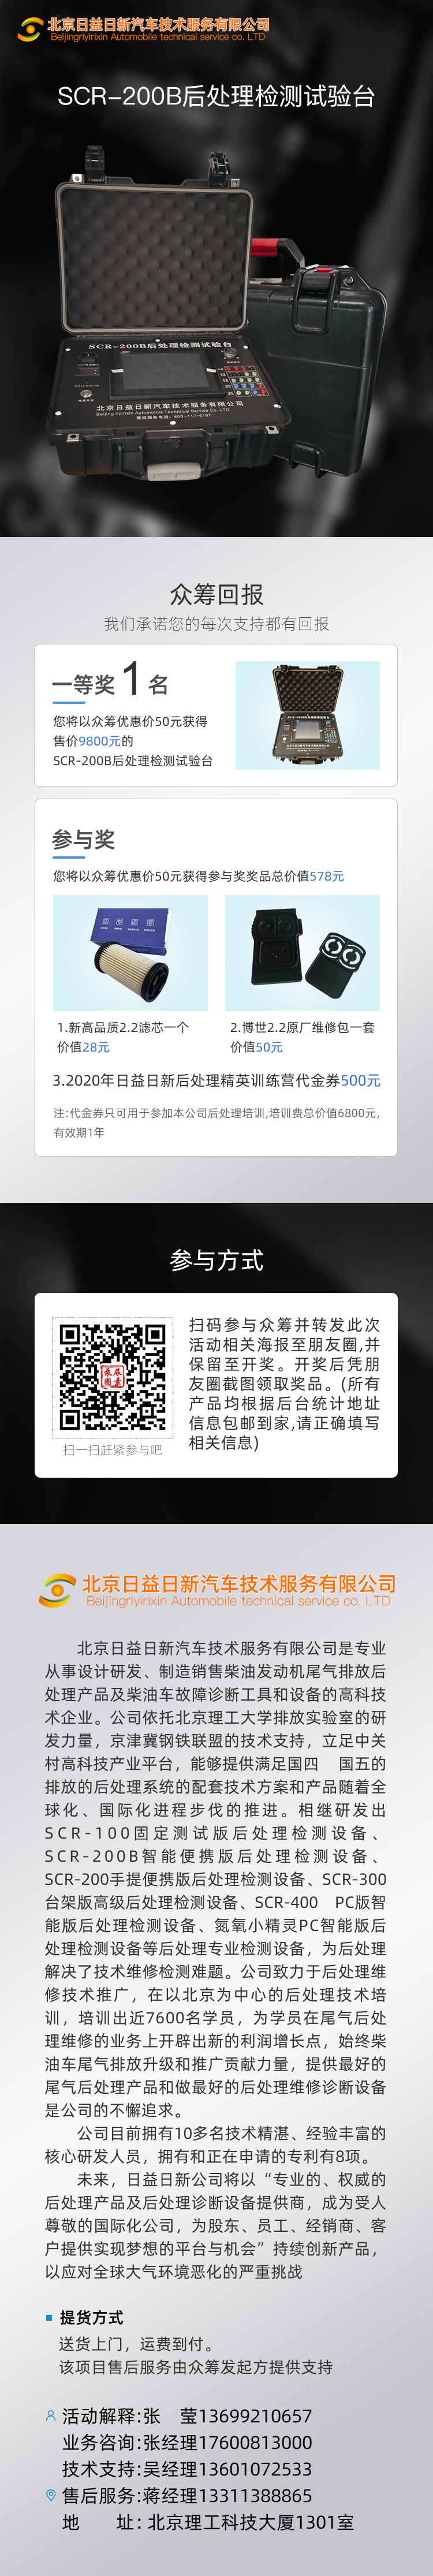 北京日益日新汽车技术服务有限公司
Beijingriyirixin Automobile technical service co. LTD
SCR-200B后处理检测试验台
SCR-200B后处理检测试验台
北京日益日新汽车技术服务有限公司
Beijing riyirixin Automotive Technical Service Co.,LTD
众筹回报
我们承诺您的每次支持都有回报
一等奖 1 名
您将以众筹优惠价50元获得
售价9800元的
SCR-200B后处理检测试验台
参与奖
您将以众筹优惠价50元获得参与奖奖品总价值578元
1.新高品质2.2滤芯一个
价值28元
2.博世2.2原厂维修包一套
价值50元
3.2020年日益日新后处理精英训练营代金券500元
注:代金券只可用于参加本公司后处理培训,培训费总价值6800元,
有效期1年
参与方式
扫码参与众筹并转发此次
活动相关海报至朋友圈,并
保留至开奖。开奖后凭朋
友圈截图领取奖品。(所有
产品均根据后台统计地址
信息包邮到家,请正确填写
相关信息)
扫一扫赶紧参与吧
北京日益日新汽车技术服务有限公司
Beijingriyirixin Automobile technical service co. LTD
北京日益日新汽车技术服务有限公司是专业
从事设计研发、制造销售柴油发动机尾气排放后
处理产品及柴油车故障诊断工具和设备的高科技
术企业。公司依托北京理工大学排放实验室的研
发力量，京津冀钢铁联盟的技术支持，立足中关
村高科技产业平台，能够提供满足国四 国五的
排放的后处理系统的配套技术方案和产品随着全
球化、国际化进程步伐的推进。相继研发出
SCR-100固定测试版后处理检测设备、
SCR-200B智能便携版后处理检测设备、
SCR-200手提便携版后处理检测设备、SCR-300
台架版高级后处理检测设备、SCR-400 PC版智
能版后处理检测设备、氮氧小精灵PC智能版后
处理检测设备等后处理专业检测设备，为后处理
解决了技术维修检测难题。公司致力于后处理维
修技术推广，在以北京为中心的后处理技术培
训，培训出近7600名学员，为学员在尾气后处
理维修的业务上开辟出新的利润增长点，始终柴
油车尾气排放升级和推广贡献力量，提供最好的
尾气后处理产品和做最好的后处理维修诊断设备
是公司的不懈追求。
公司目前拥有10多名技术精湛、经验丰富的
核心研发人员，拥有和正在申请的专利有8项。
未来，日益日新公司将以“专业的、权威的
后处理产品及后处理诊断设备提供商，成为受人
尊敬的国际化公司，为股东、员工、经销商、客
户提供实现梦想的平台与机会”持续创新产品，
以应对全球大气环境恶化的严重挑战
提货方式
送货上门，运费到付。
该项目售后服务由众筹发起方提供支持
活动解释:张 莹13699210657
业务咨询:张经理17600813000
技术支持:吴经理13601072533
售后服务:蒋经理13311388865
地 址:北京理工科技大厦1301室